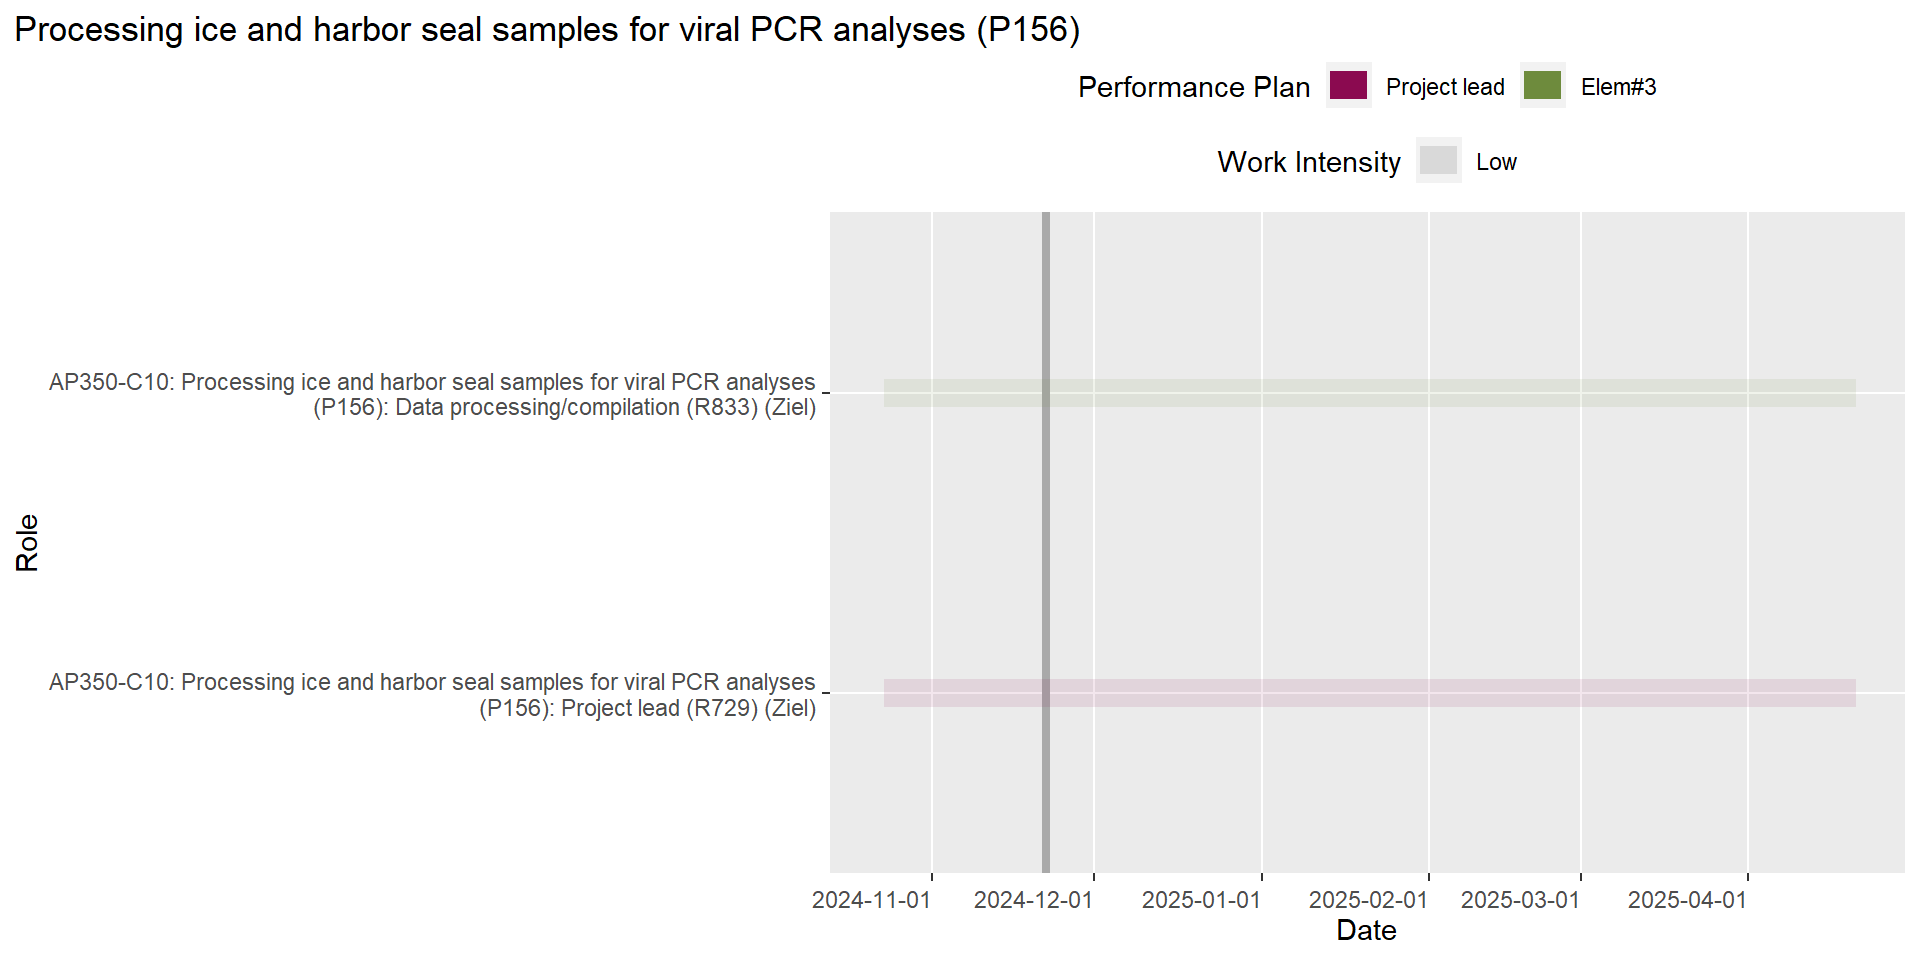 Processing ice and harbor seal samples for viral PCR analyses (P156)
Performance Plan Project lead Elem#3
Work Intensity Low
AP350-C10: Processing ice and harbor seal samples for viral PCR analyses
(P156): Data processing/compilation (R833) (Ziel)
Role
AP350-C10: Processing ice and harbor seal samples for viral PCR analyses
(P156): Project lead (R729) (Ziel)
2024-11-01 2024-12-01 2025-01-01 2025-02-01 2025-03-01 2025-04-01
Date